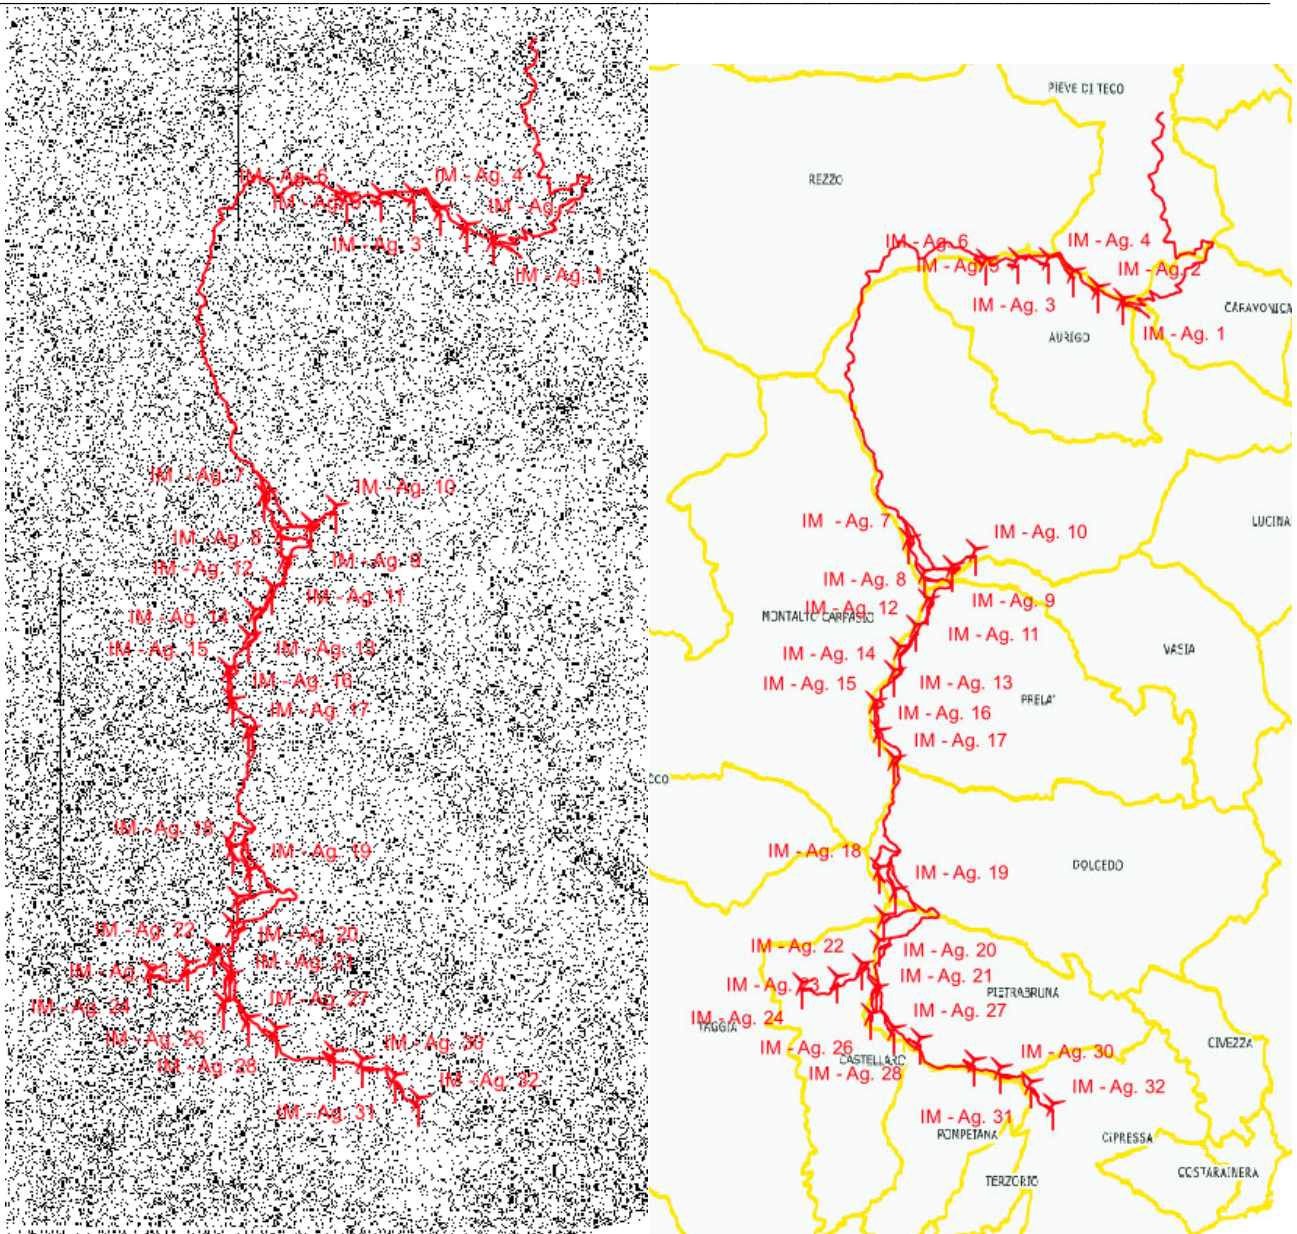 IM - Ag. 6
IM - Ag. 4
IM - Ag. 5
IM - Ag. 2
IM - Ag. 3
IM - Ag. 1
IM - Ag. 7
IM - Ag. 10
IM - Ag. 8
IM - Ag. 9
IM - Ag. 12
IM - Ag. 11
IM - Ag. 14
IM - Ag. 15
IM - Ag. 13
IM - Ag. 16
IM - Ag. 17
IM - Ag. 18
IM - Ag. 19
IM - Ag. 22
IM - Ag. 20
IM - Ag. 21
IM - Ag. 23
IM - Ag. 24
IM - Ag. 27
IM - Ag. 26
IM - Ag. 30
IM - Ag. 28
IM - Ag. 32
IM - Ag. 31
PIEVE DI TECO
REZZO
IM - Ag. 6
IM - Ag. 4
IM - Ag. 5
IM - Ag. 2
IM - Ag. 3
CARAVONICA
AURIGO
IM - Ag. 1
IM - Ag. 7
LUCINA
IM - Ag. 10
IM - Ag. 8
IM - Ag. 9
IM - Ag. 12
MONTALTO CARPASIO
IM - Ag. 11
IM - Ag. 14
VASIA
IM - Ag. 15
IM - Ag. 13
PRELA'
IM - Ag. 16
IM - Ag. 17
CCO
IM - Ag. 18
DOLCEDO
IM - Ag. 19
IM - Ag. 22
IM - Ag. 20
IM - Ag. 21
IM - Ag. 23
PIETRABRUNA
IM - Ag. 24
IM - Ag. 27
TAGGIA
IM - Ag. 26
CIVEZZA
IM - Ag. 30
CASTELLARO
IM - Ag. 28
IM - Ag. 32
IM - Ag. 31
POMPEIANA
CIPRESSA
COSTARAINERA
TERZORIO